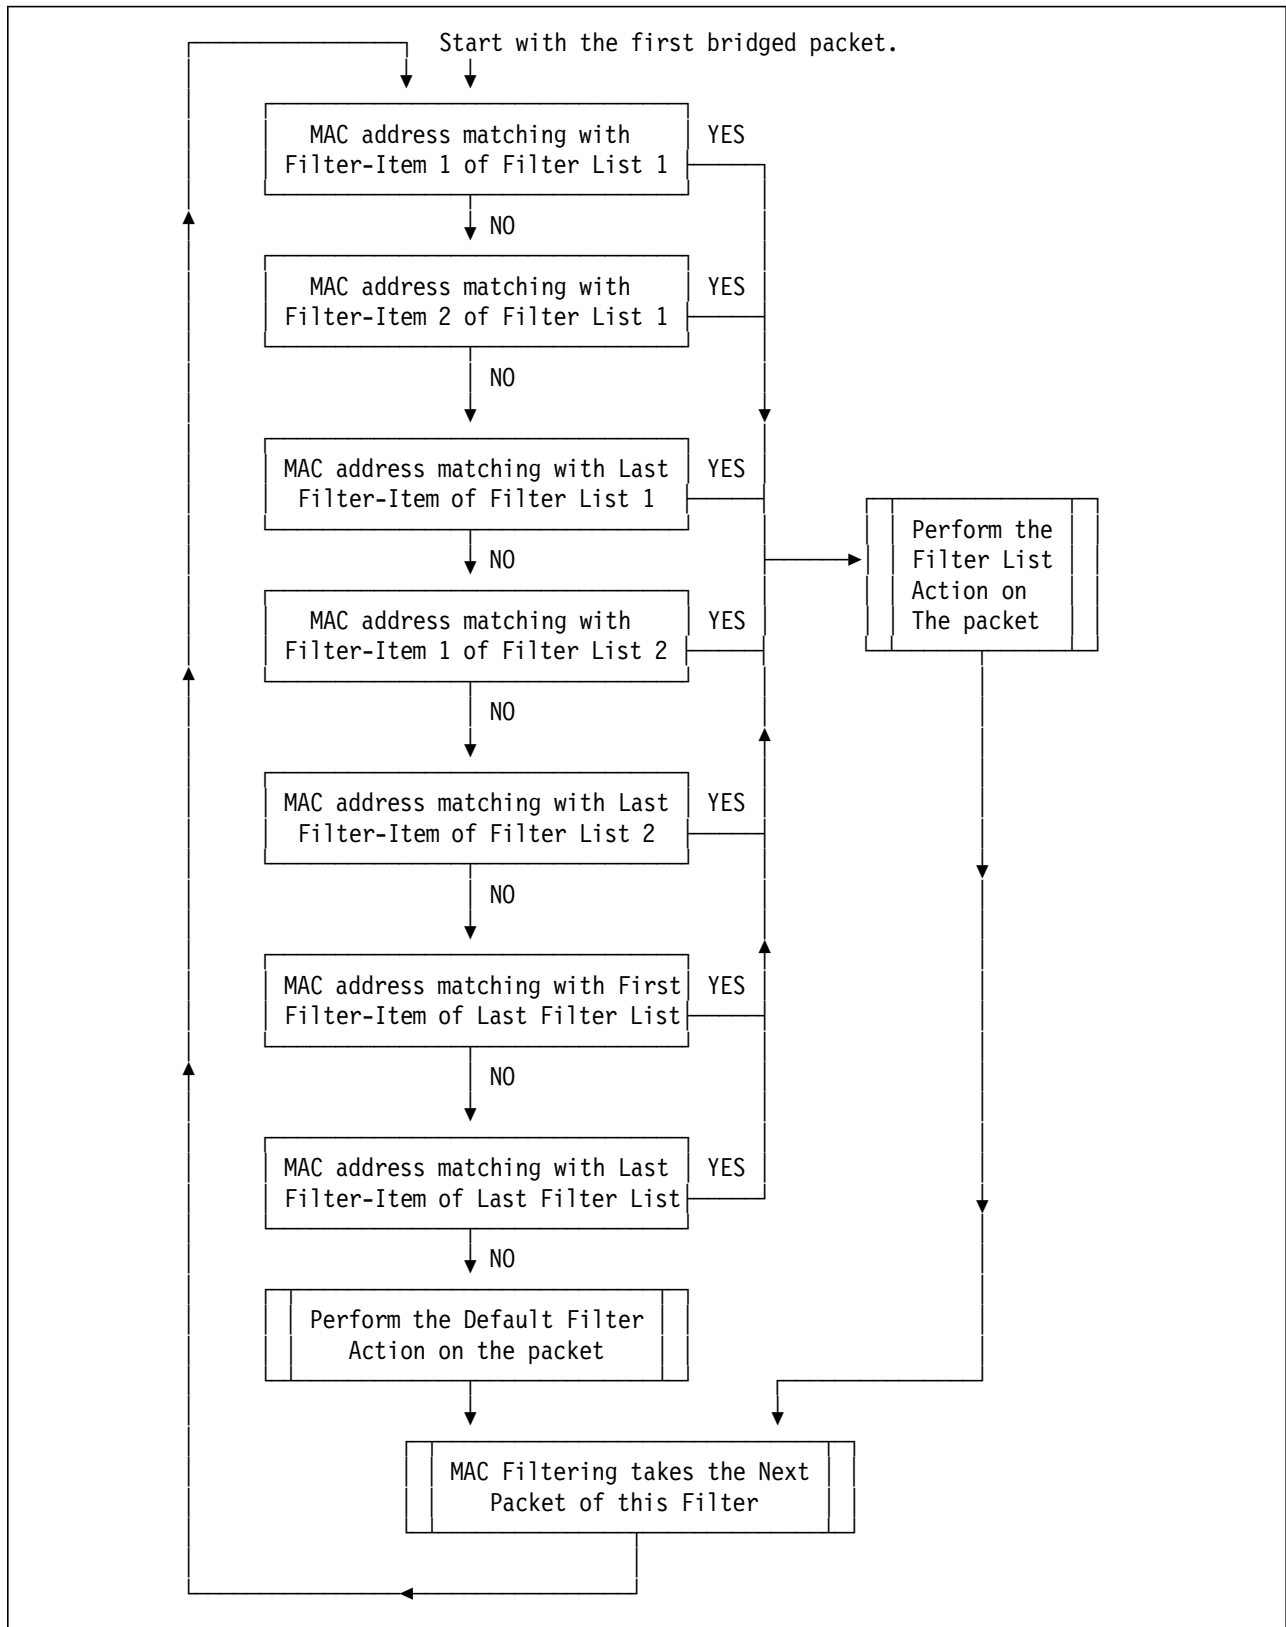 Start with the first bridged packet.
MAC address matching with
Filter-Item 1 of Filter List 1
YES
NO
MAC address matching with
Filter-Item 2 of Filter List 1
YES
NO
MAC address matching with Last
Filter-Item of Filter List 1
YES
NO
Perform the
Filter List
Action on
The packet
MAC address matching with
Filter-Item 1 of Filter List 2
YES
NO
MAC address matching with Last
Filter-Item of Filter List 2
YES
NO
MAC address matching with First
Filter-Item of Last Filter List
YES
NO
MAC address matching with Last
Filter-Item of Last Filter List
YES
NO
Perform the Default Filter
Action on the packet
MAC Filtering takes the Next
Packet of this Filter